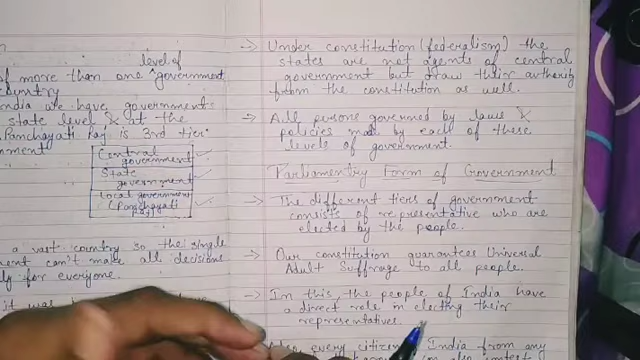 level of
of more than one government
country
India we have governments
state level & at the
Panchayati Raj is 3rd tier
Central government
State government
Local government
(Panchayati Raj)
a vast country so the single
can't make all decisions
for everyone.
it was
→ Under constitution (federalism) the
states are not agents of central
government but draw their authority
from the constitution as well.
→ All persons governed by laws &
policies made by each of these
levels of government.
Parliamentry Form of Government
→ The different tiers of government
consists of representative who are
elected by the people.
→ Our constitution guarantees Universal
Adult Suffrage to all people.
→ In this, the people of India have
a direct role in electing their
representatives.
Also every citizen India from any